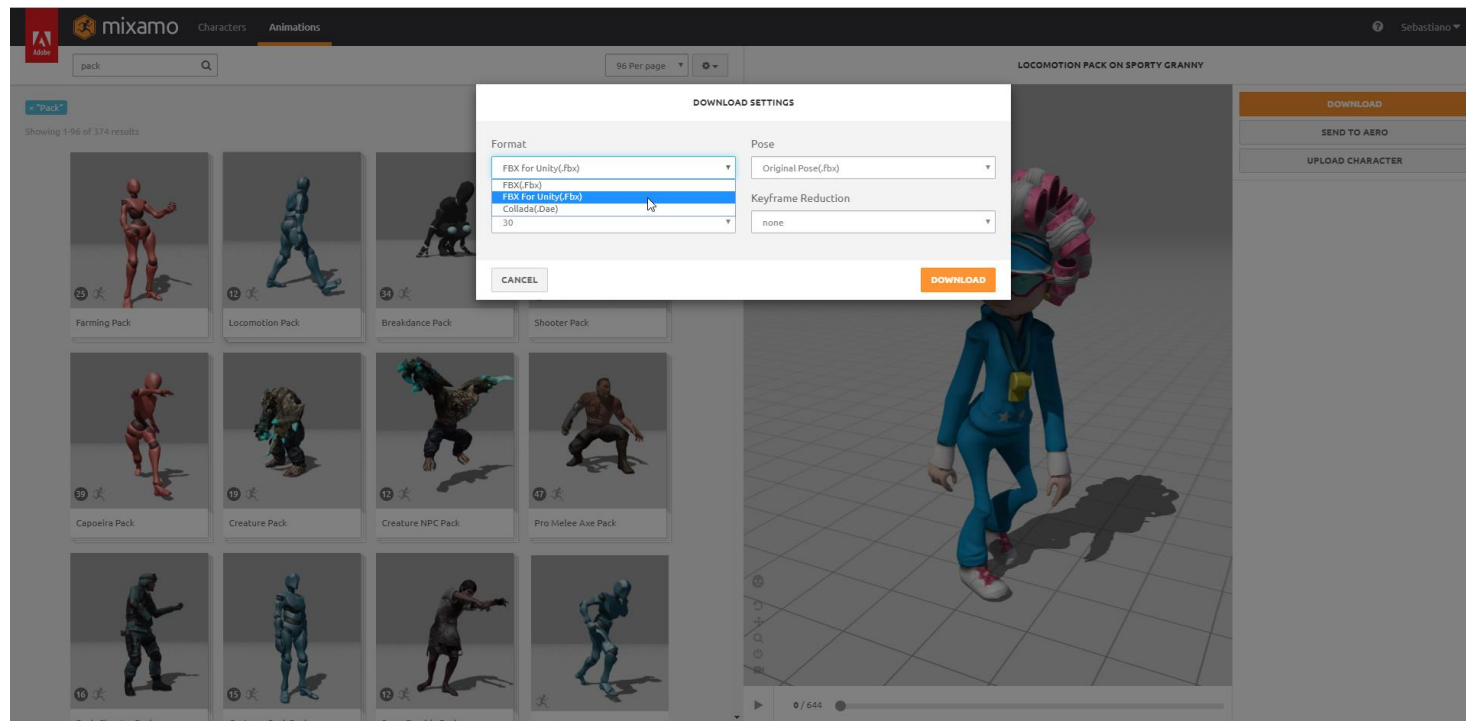 Adobe
mixamo
Characters
Animations
Sebastiano
pack
96 Per page
LOCOMOTION PACK ON SPORTY GRANNY
× "Pack"
Showing 1-96 of 374 results
DOWNLOAD SETTINGS
Format
FBX for Unity(.fbx)
FBX(.Fbx)
FBX For Unity(.Fbx)
Collada(.Dae)
30
Pose
Original Pose(.fbx)
Keyframe Reduction
none
CANCEL
DOWNLOAD
DOWNLOAD
SEND TO AERO
UPLOAD CHARACTER
25
12
34
Farming Pack
Locomotion Pack
Breakdance Pack
Shooter Pack
39
19
12
47
Capoeira Pack
Creature Pack
Creature NPC Pack
Pro Melee Axe Pack
16
15
12
0 / 644